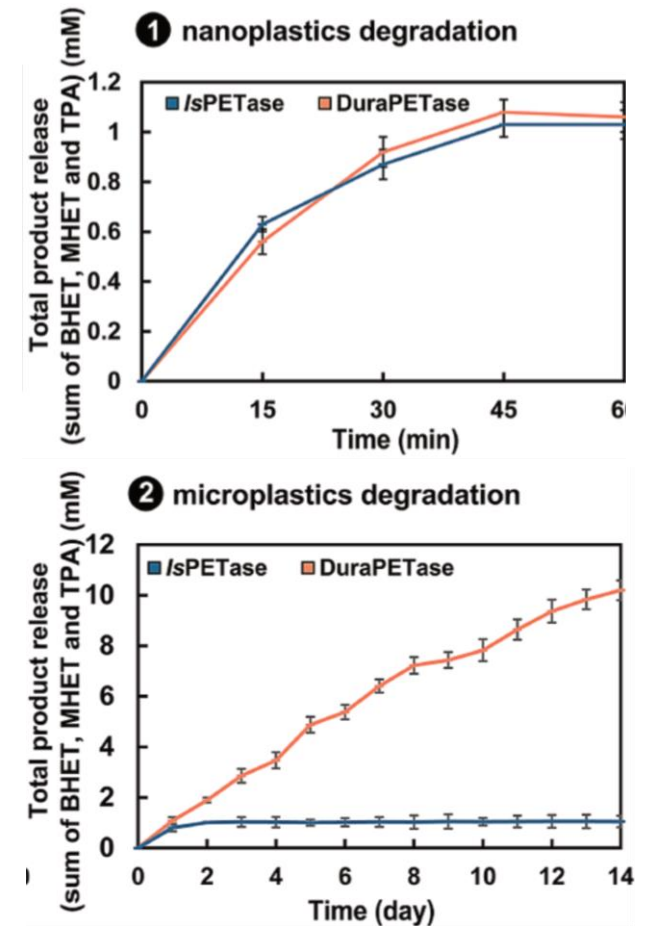 1 nanoplastics degradation
Total product release
(sum of BHET, MHET and TPA) (mM)
IsPETase DuraPETase
1.2
1
0.8
0.6
0.4
0.2
0
0 15 30 45
Time (min)
2 microplastics degradation
Total product release
(sum of BHET, MHET and TPA) (mM)
IsPETase DuraPETase
12
10
8
6
4
2
0
0 2 4 6 8 10 12 14
Time (day)